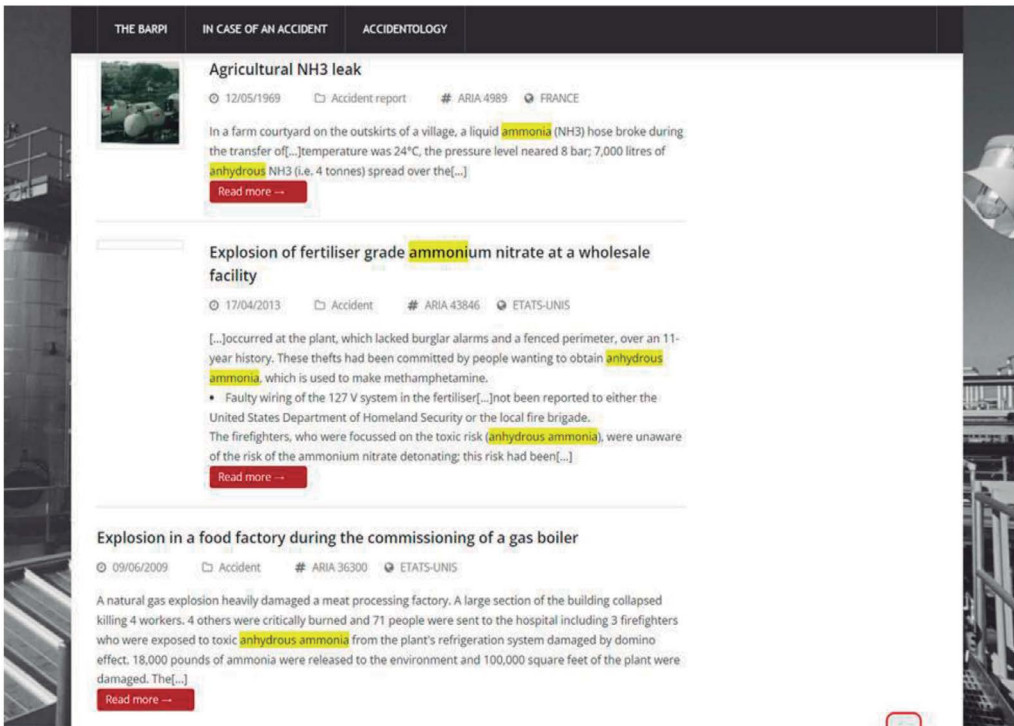 THE BARPI IN CASE OF AN ACCIDENT ACCIDENTOLOGY
Agricultural NH3 leak
12/05/1969 Accident report # ARIA 4989 FRANCE
In a farm courtyard on the outskirts of a village, a liquid ammonia (NH3) hose broke during
the transfer of[...]temperature was 24°C, the pressure level neared 8 bar; 7,000 litres of
anhydrous NH3 (i.e. 4 tonnes) spread over the[...]
Read more →
Explosion of fertiliser grade ammonium nitrate at a wholesale
facility
17/04/2013 Accident # ARIA 43846 ETATS-UNIS
[...]occurred at the plant, which lacked burglar alarms and a fenced perimeter, over an 11-
year history. These thefts had been committed by people wanting to obtain anhydrous
ammonia, which is used to make methamphetamine.
• Faulty wiring of the 127 V system in the fertiliser[...]not been reported to either the
United States Department of Homeland Security or the local fire brigade.
The firefighters, who were focussed on the toxic risk (anhydrous ammonia), were unaware
of the risk of the ammonium nitrate detonating; this risk had been[...]
Read more →
Explosion in a food factory during the commissioning of a gas boiler
09/06/2009 Accident # ARIA 36300 ETATS-UNIS
A natural gas explosion heavily damaged a meat processing factory. A large section of the building collapsed
killing 4 workers. 4 others were critically burned and 71 people were sent to the hospital including 3 firefighters
who were exposed to toxic anhydrous ammonia from the plant's refrigeration system damaged by domino
effect. 18,000 pounds of ammonia were released to the environment and 100,000 square feet of the plant were
damaged. The[...]
Read more →